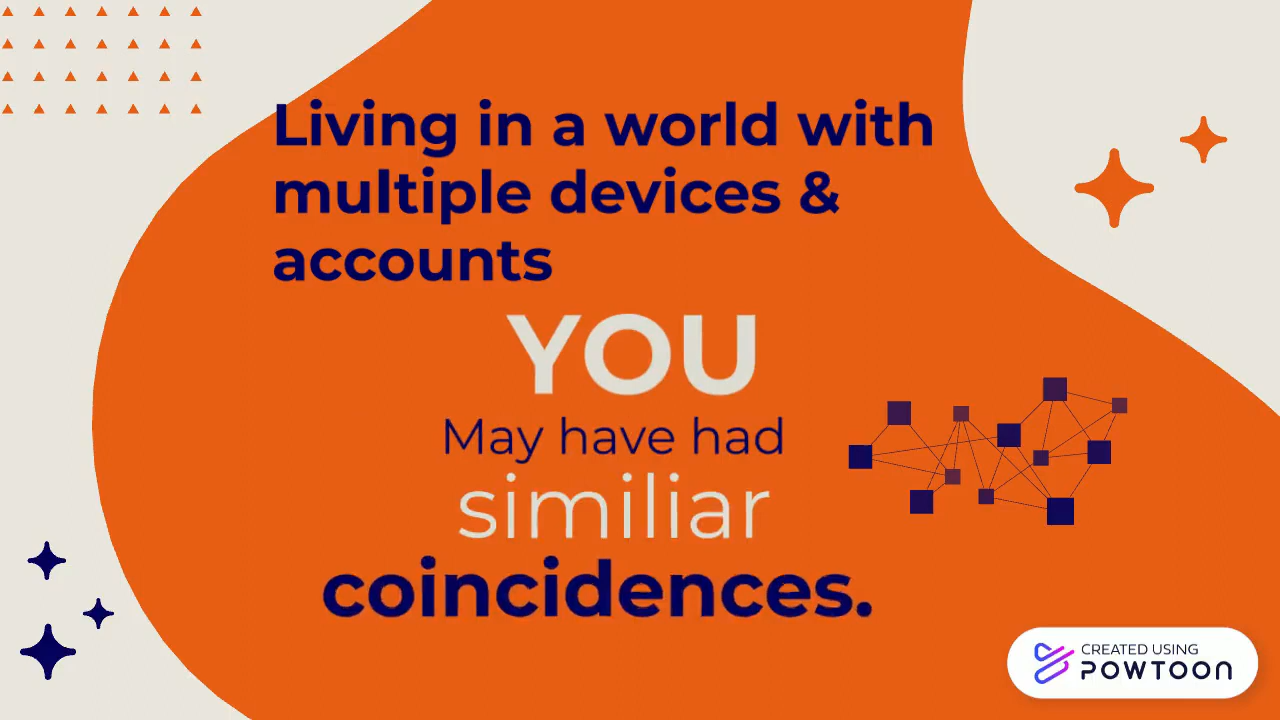 Living in a world with
multiple devices &
accounts
YOU
May have had
similiar
coincidences.
CREATED USING
POWTOON